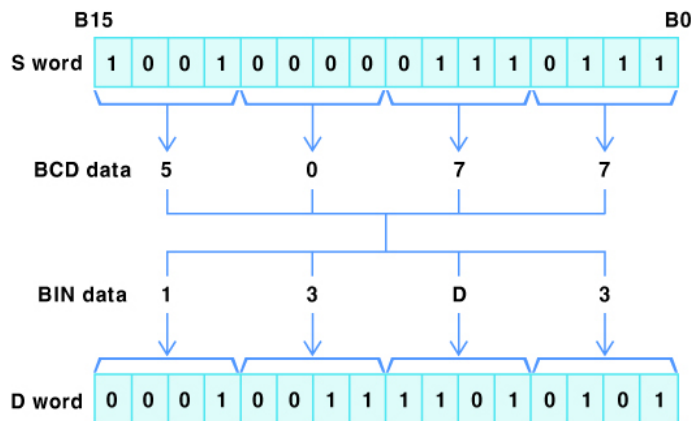 B15 B0
S word 1 0 0 1 0 0 0 0 0 1 1 1 0 1 1 1
BCD data 5 0 7 7
BIN data 1 3 D 3
D word 0 0 0 1 0 0 1 1 1 1 0 1 0 1 0 1